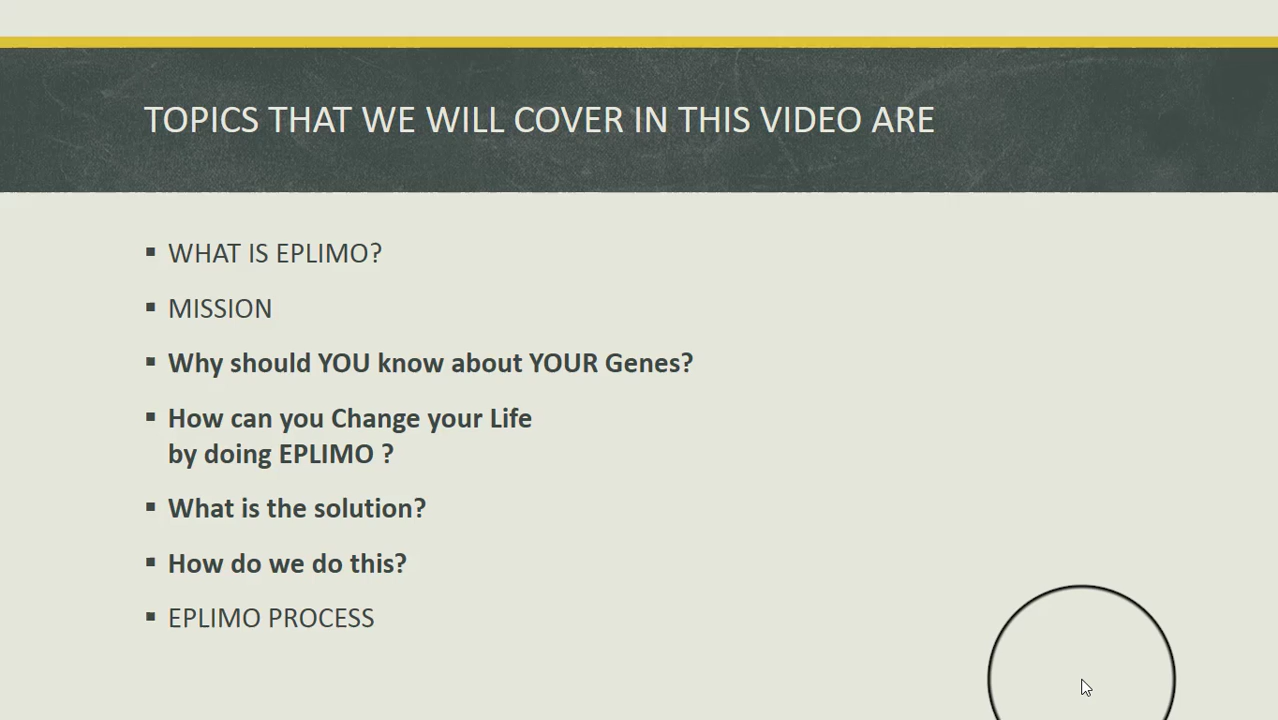 TOPICS THAT WE WILL COVER IN THIS VIDEO ARE
▪ WHAT IS EPLIMO?
▪ MISSION
▪ Why should YOU know about YOUR Genes?
▪ How can you Change your Life
by doing EPLIMO ?
▪ What is the solution?
▪ How do we do this?
▪ EPLIMO PROCESS